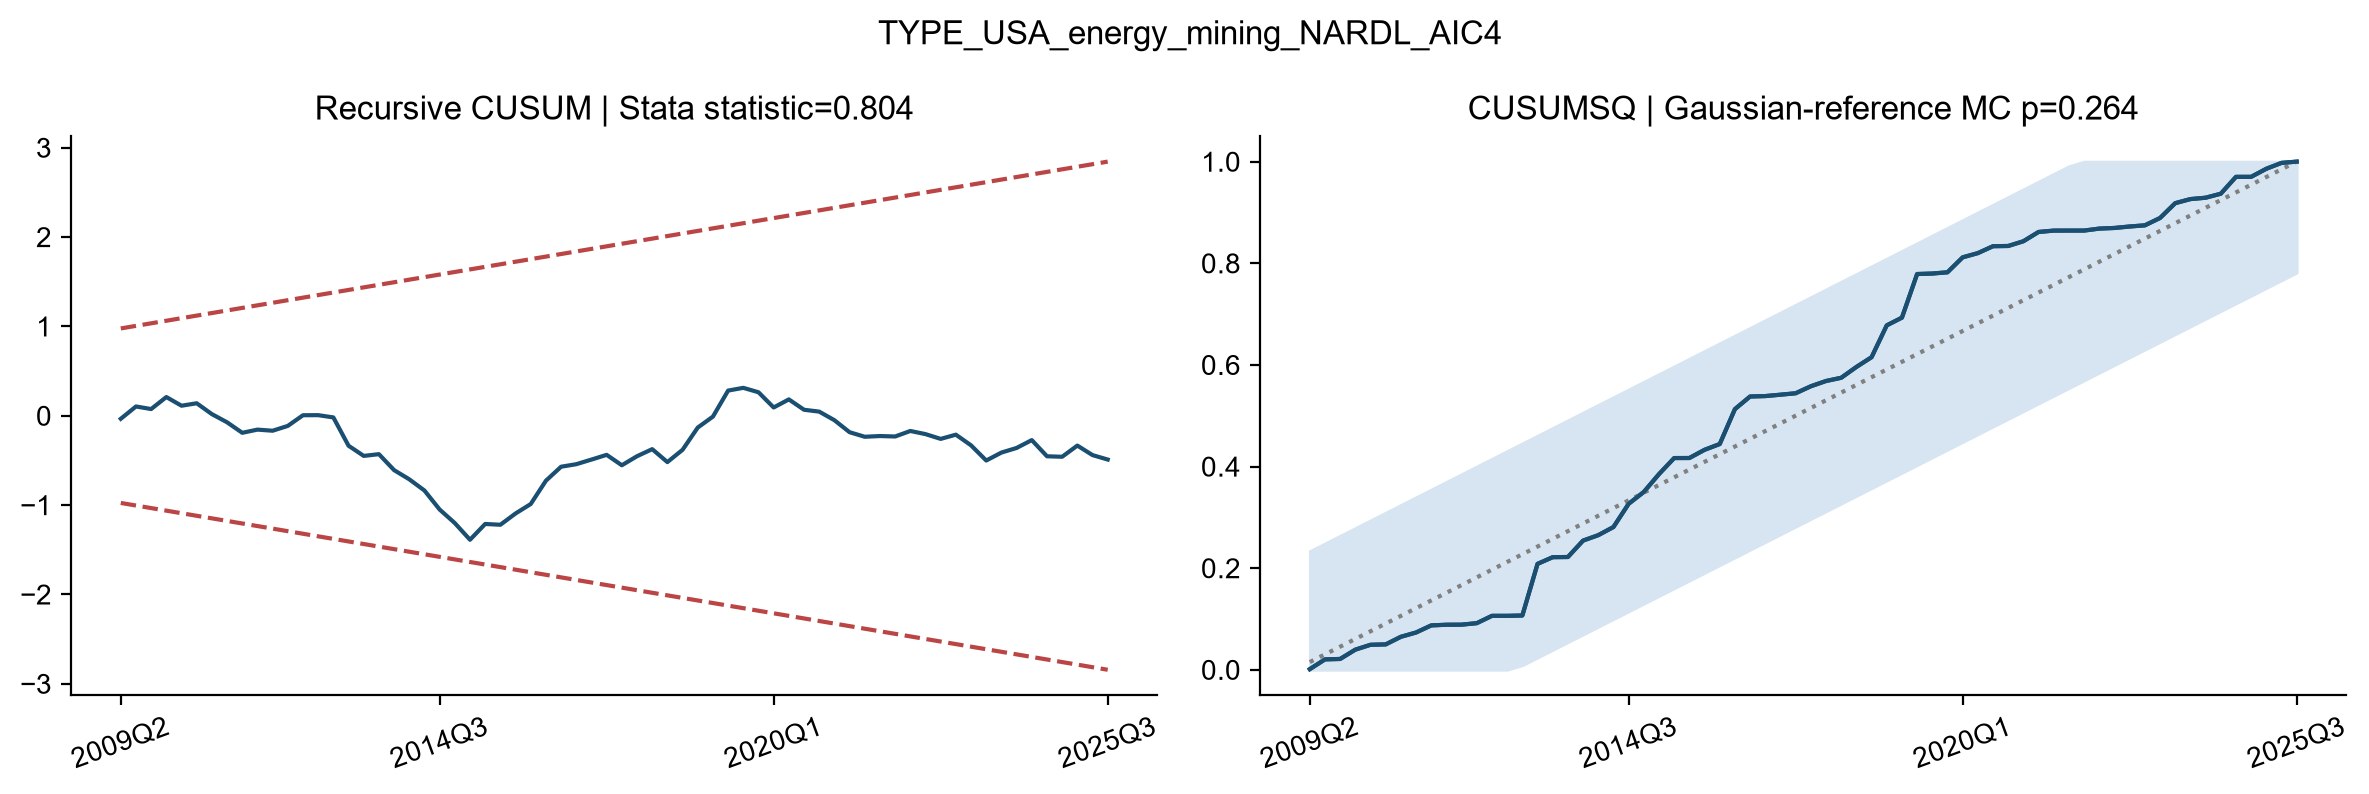 TYPE_USA_energy_mining_NARDL_AIC4
Recursive CUSUM | Stata statistic=0.804
3
2
1
0
−1
−2
−3
2009Q2
2014Q3
2020Q1
2025Q3
CUSUMSQ | Gaussian-reference MC p=0.264
1.0
0.8
0.6
0.4
0.2
0.0
2009Q2
2014Q3
2020Q1
2025Q3